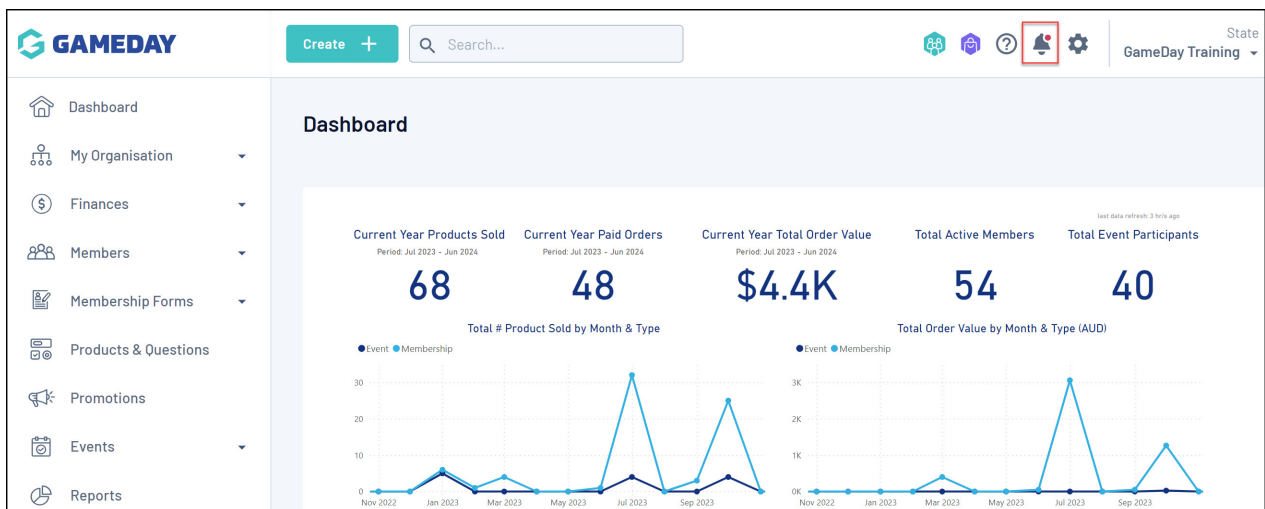 GAMEDAY
Create +
Search...
State
GameDay Training
Dashboard
My Organisation
Finances
Members
Membership Forms
Products & Questions
Promotions
Events
Reports
Dashboard
last data refresh: 3 hr/s ago
Current Year Products Sold
Period: Jul 2023 - Jun 2024
68
Current Year Paid Orders
Period: Jul 2023 - Jun 2024
48
Current Year Total Order Value
Period: Jul 2023 - Jun 2024
$4.4K
Total Active Members
54
Total Event Participants
40
Total # Product Sold by Month & Type
Event Membership
30
20
10
0
Nov 2022 Jan 2023 Mar 2023 May 2023 Jul 2023 Sep 2023
Total Order Value by Month & Type (AUD)
Event Membership
3K
2K
1K
0K
Nov 2022 Jan 2023 Mar 2023 May 2023 Jul 2023 Sep 2023